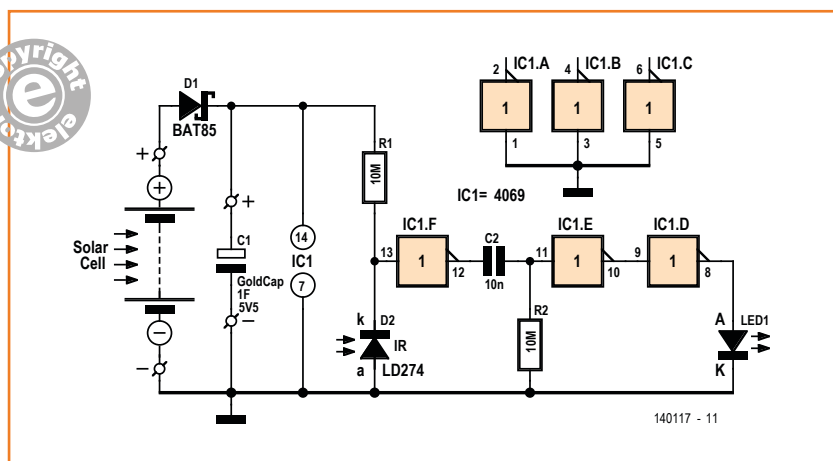 copyright
e
elektor
D1
BAT85
+
+
Solar
Cell
−
−
+
C1
GoldCap
1F
5V5
−
14
IC1
7
R1
10M
k
D2
IR
a
LD274
2
IC1.A
1
1
4
IC1.B
1
3
6
IC1.C
1
5
IC1= 4069
13
IC1.F
1
12
C2
10n
11
IC1.E
1
10
R2
10M
9
IC1.D
1
8
A
LED1
K
140117 - 11